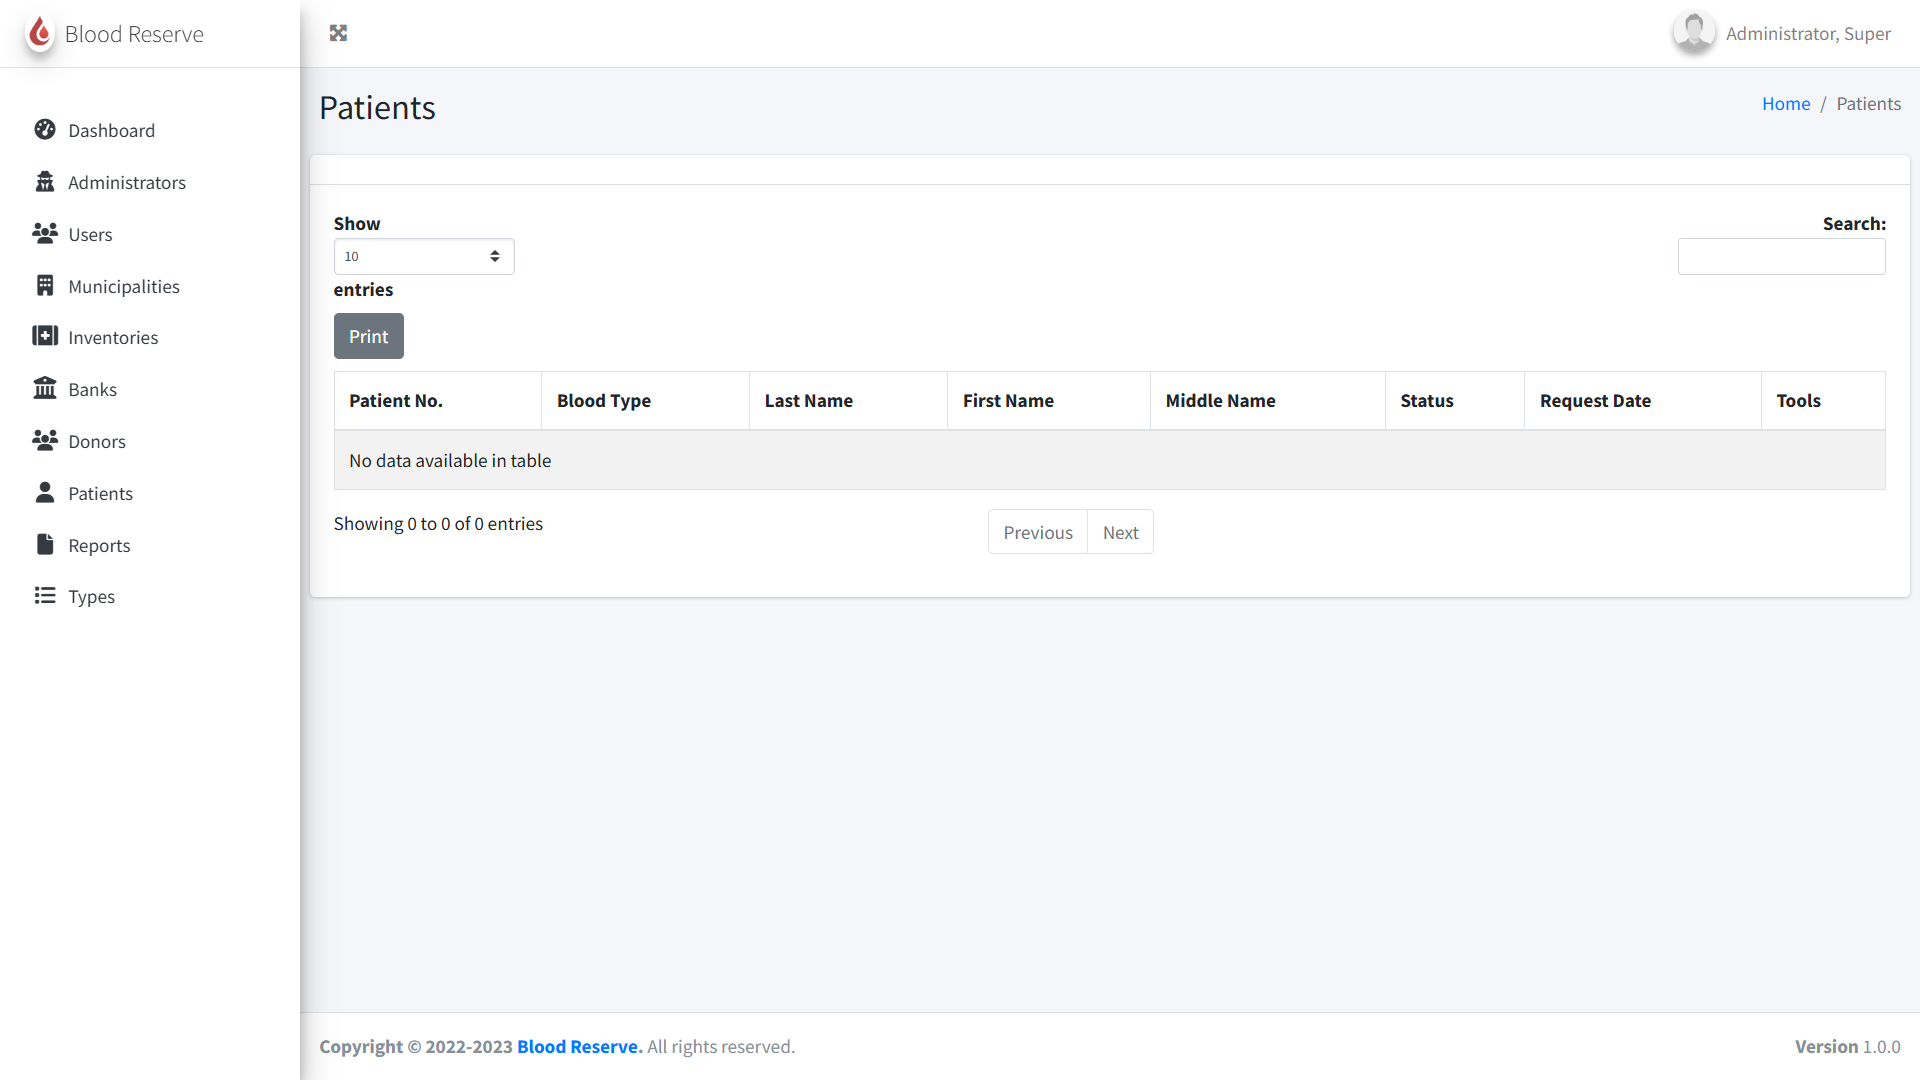 Blood Reserve
Administrator, Super
Dashboard
Administrators
Users
Municipalities
Inventories
Banks
Donors
Patients
Reports
Types
Patients
Home / Patients
Show
10
entries
Search:
Print
Patient No. Blood Type Last Name First Name Middle Name Status Request Date Tools
No data available in table
Showing 0 to 0 of 0 entries
Previous Next
Copyright © 2022-2023 Blood Reserve. All rights reserved.
Version 1.0.0